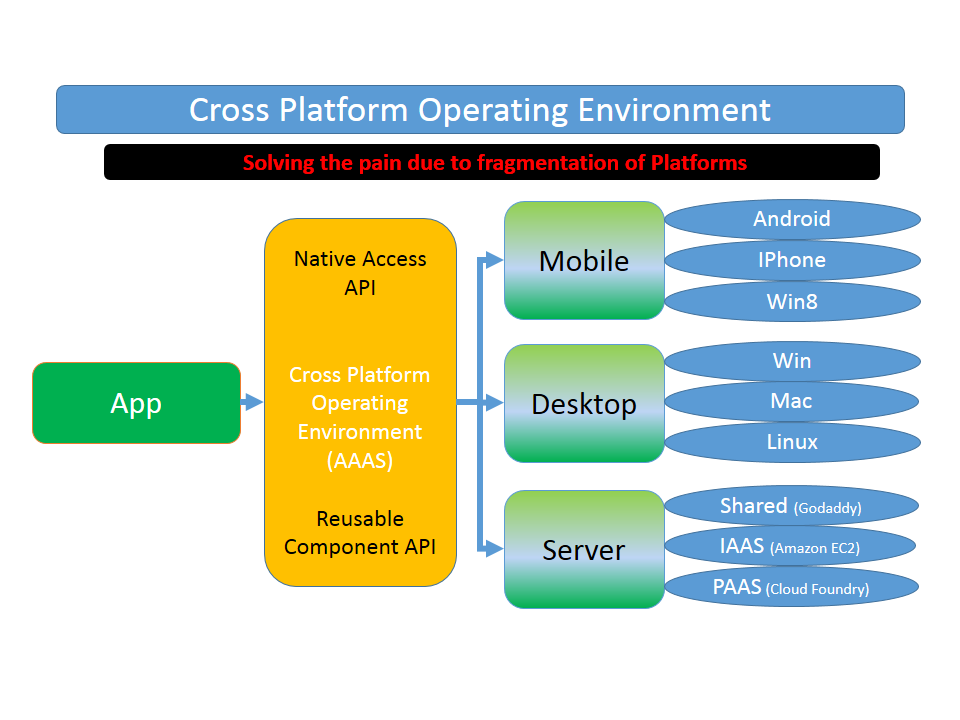 Cross Platform Operating Environment
Solving the pain due to fragmentation of Platforms
App
Native Access
API
Cross Platform
Operating
Environment
(AAAS)
Reusable
Component API
Mobile
Android
IPhone
Win8
Desktop
Win
Mac
Linux
Server
Shared (Godaddy)
IAAS (Amazon EC2)
PAAS (Cloud Foundry)